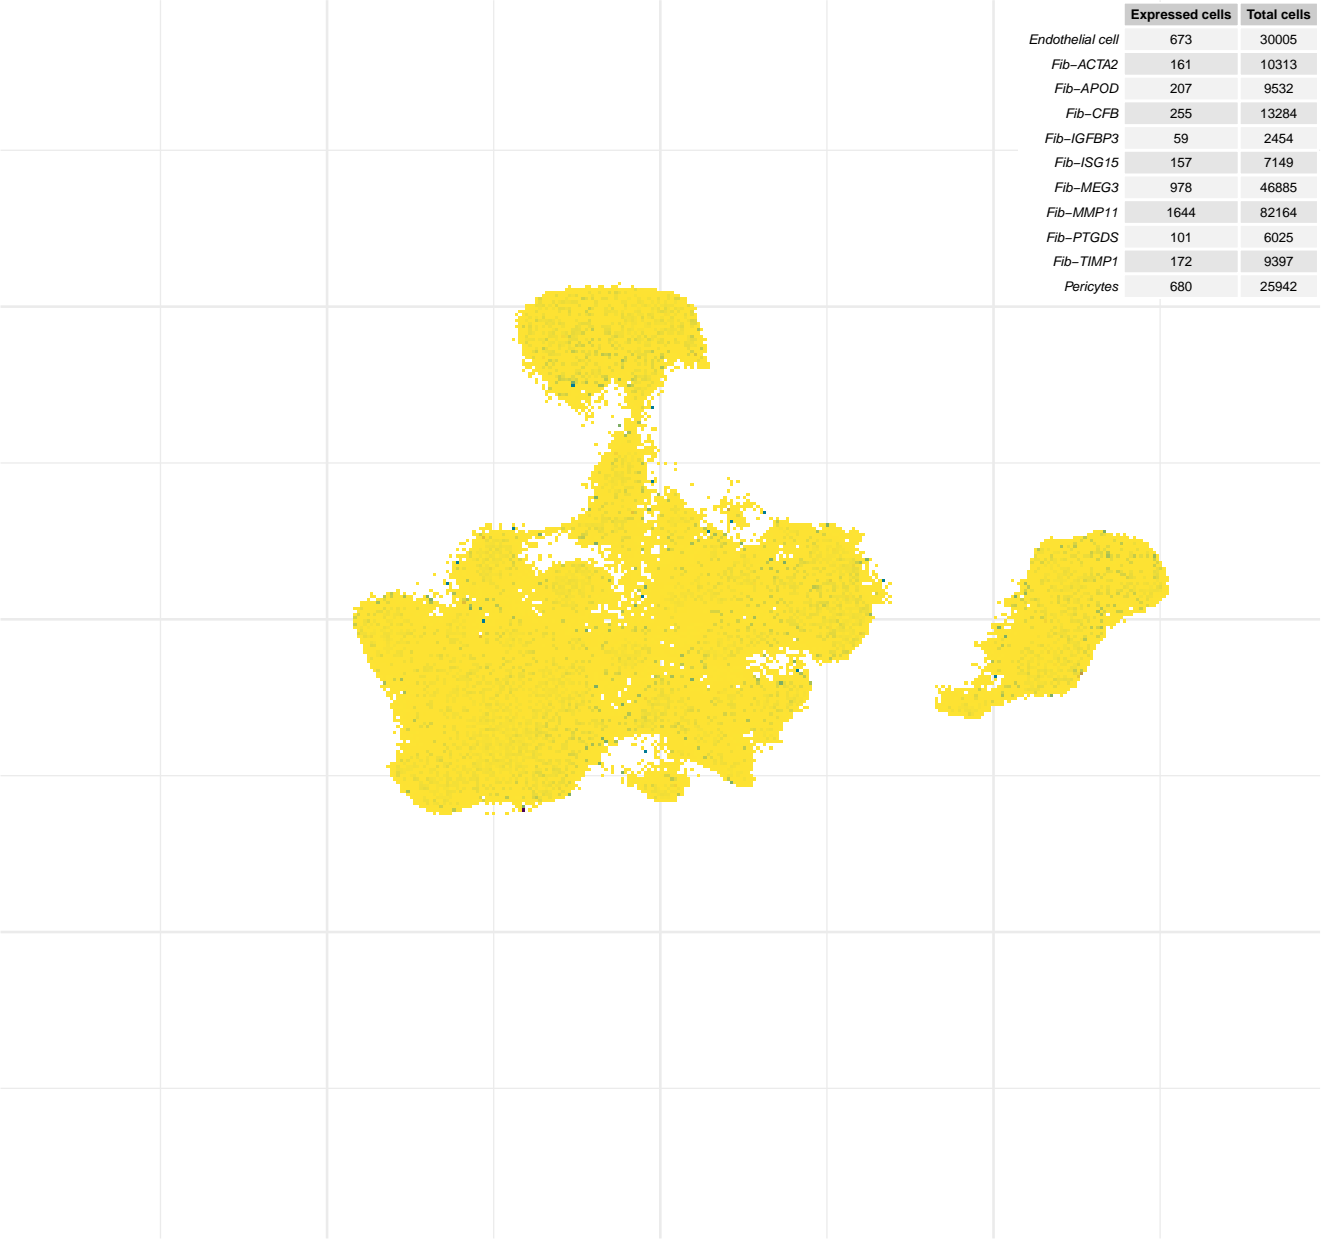 Expressed cells Total cells
Endothelial cell 673 30005
Fib−ACTA2 161 10313
Fib−APOD 207 9532
Fib−CFB 255 13284
Fib−IGFBP3 59 2454
Fib−ISG15 157 7149
Fib−MEG3 978 46885
Fib−MMP11 1644 82164
Fib−PTGDS 101 6025
Fib−TIMP1 172 9397
Pericytes 680 25942